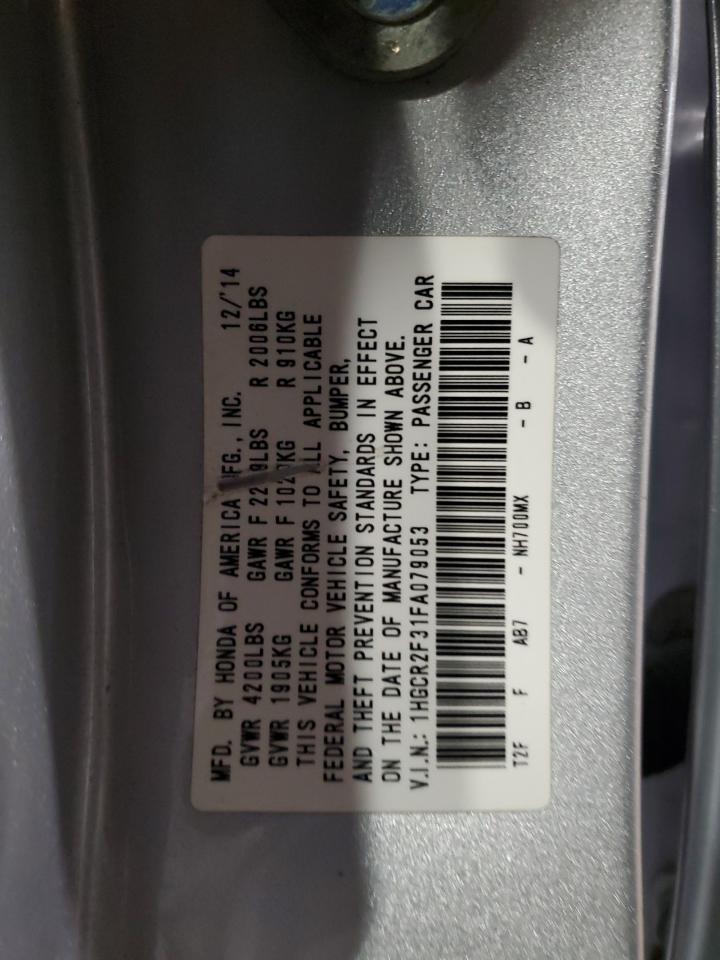 MFD. BY HONDA OF AMERICA MFG., INC. 12/'14
GVWR 4200LBS GAWR F R 2006LBS
GVWR 1905KG GAWR F R 910KG
THIS VEHICLE CONFORMS TO ALL APPLICABLE
FEDERAL MOTOR VEHICLE SAFETY, BUMPER,
AND THEFT PREVENTION STANDARDS IN EFFECT
ON THE DATE OF MANUFACTURE SHOWN ABOVE.
V.I.N.: 1HGCR2F31FA079053 TYPE: PASSENGER CAR
T2F F AB7 - NH700MX - B - A